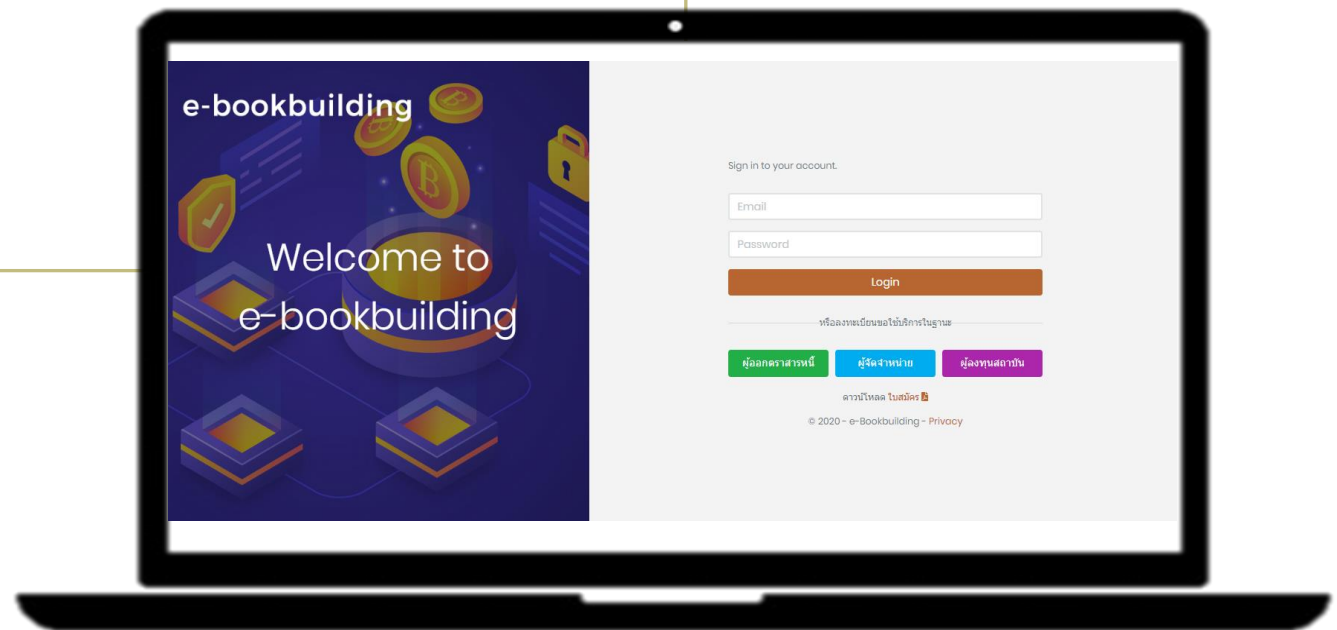 e-bookbuilding
Welcome to
e-bookbuilding
Sign in to your account.
Email
Password
Login
หรือลงทะเบียนขอใช้บริการในฐานะ
ผู้ออกตราสารหนี้
ผู้จัดจำหน่าย
ผู้ลงทุนสถาบัน
ดาวน์โหลด ใบสมัคร
© 2020 - e-Bookbuilding - Privacy